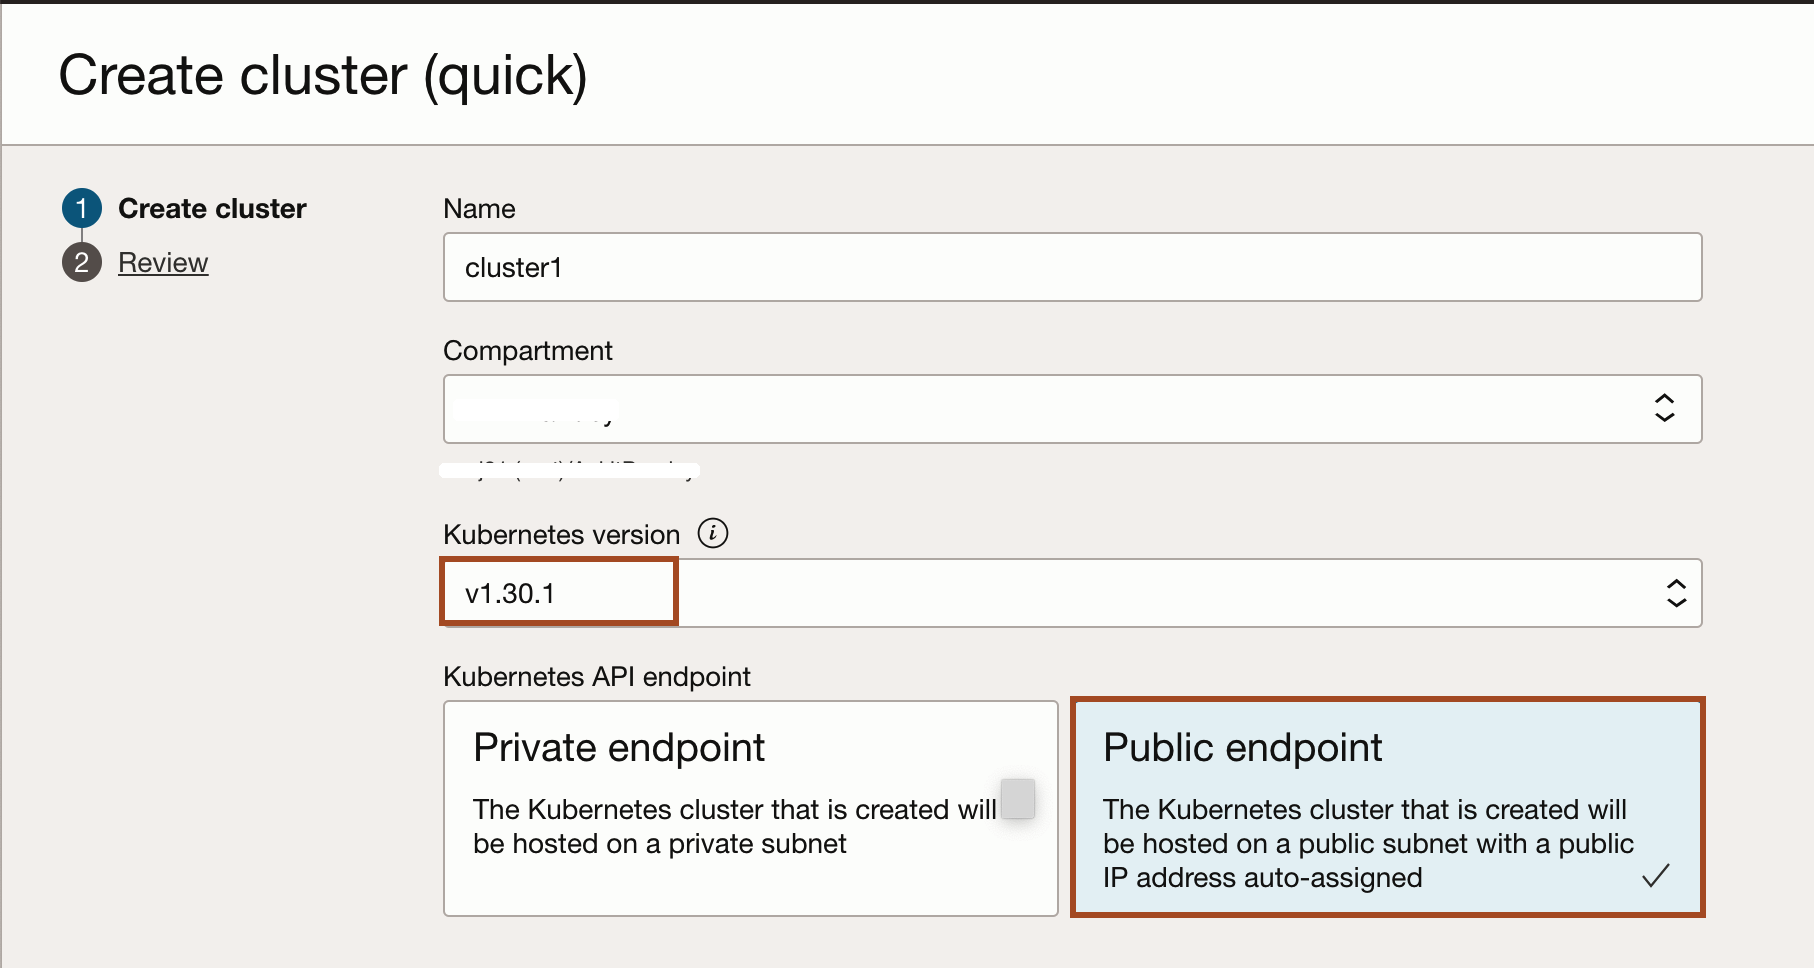 Create cluster (quick)
1 Create cluster
2 Review
Name
cluster1
Compartment
Kubernetes version i
v1.30.1
Kubernetes API endpoint
Private endpoint
The Kubernetes cluster that is created will
be hosted on a private subnet
Public endpoint
The Kubernetes cluster that is created will
be hosted on a public subnet with a public
IP address auto-assigned